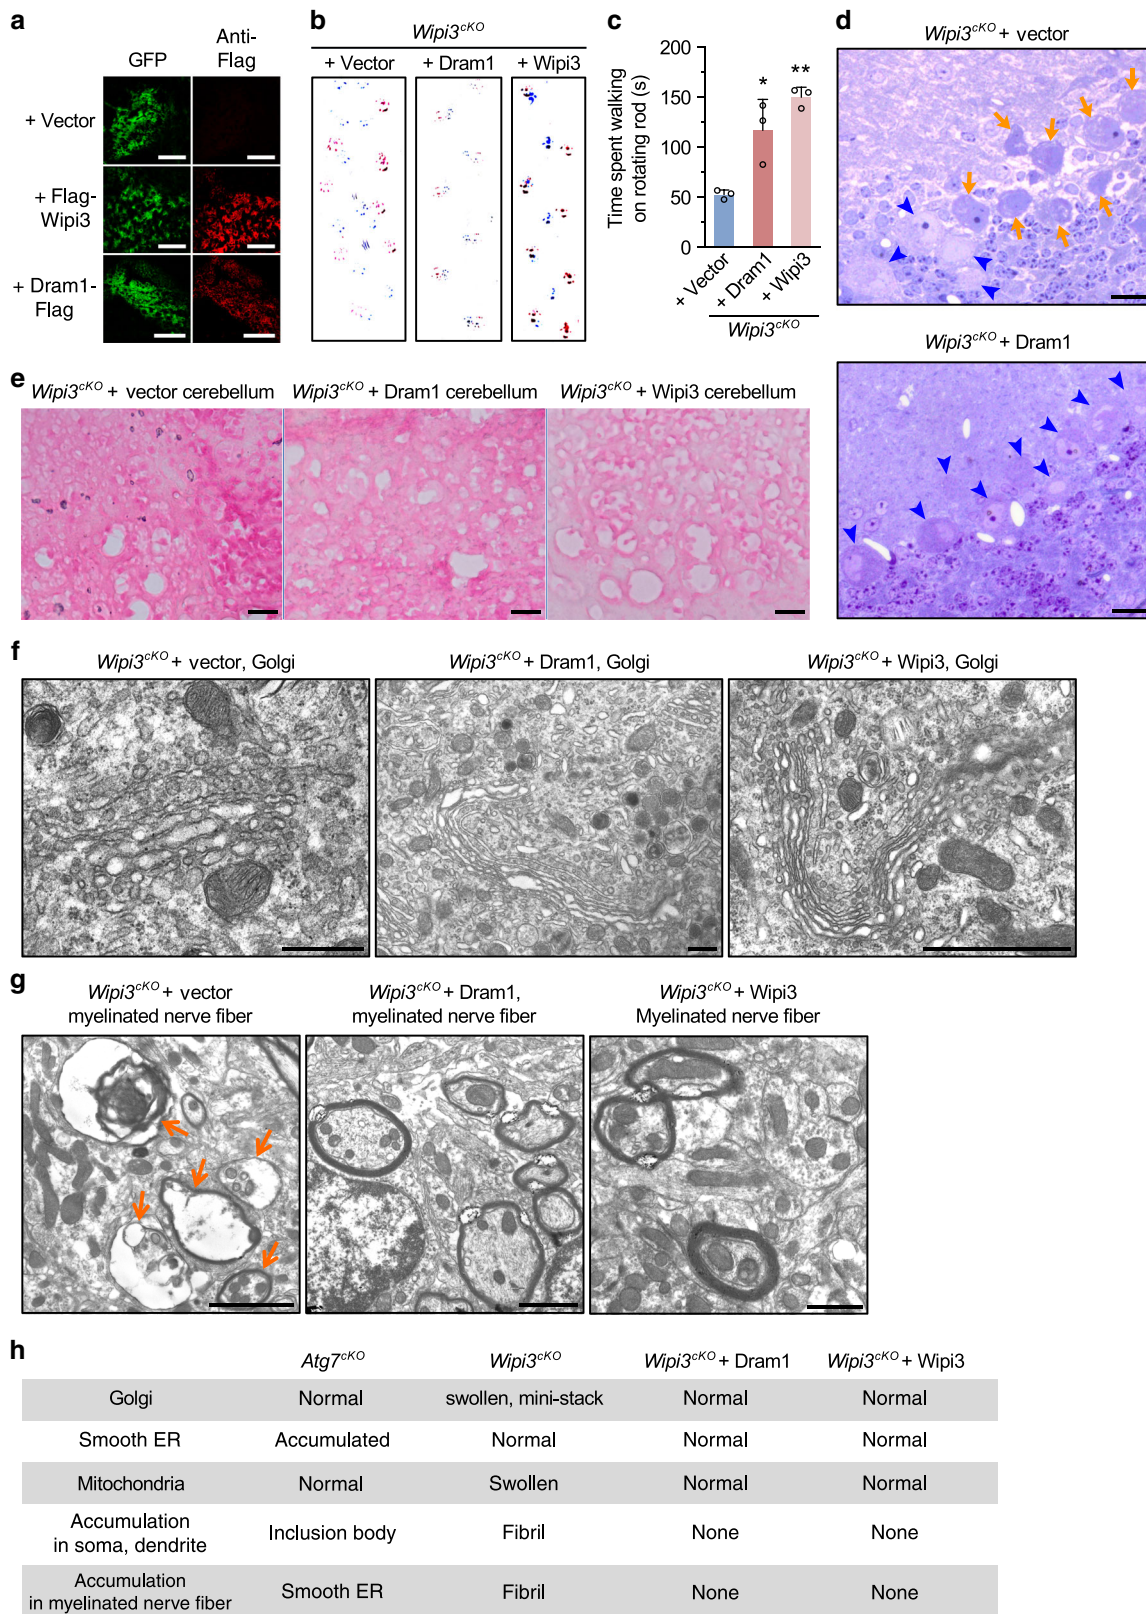 a
GFP
Anti-
Flag
+ Vector
+ Flag-
Wipi3
+ Dram1-
Flag
b
Wipi3cKO
+ Vector
+ Dram1
+ Wipi3
c
Time spent walking
on rotating rod (s)
200
150
100
50
0
*
**
+ Vector
+ Dram1
+ Wipi3
Wipi3cKO
d
Wipi3cKO + vector
Wipi3cKO + Dram1
e
Wipi3cKO + vector cerebellum
Wipi3cKO + Dram1 cerebellum
Wipi3cKO + Wipi3 cerebellum
f
Wipi3cKO + vector, Golgi
Wipi3cKO + Dram1, Golgi
Wipi3cKO + Wipi3, Golgi
g
Wipi3cKO + vector
myelinated nerve fiber
Wipi3cKO + Dram1,
myelinated nerve fiber
Wipi3cKO + Wipi3
Myelinated nerve fiber
h
Atg7cKO Wipi3cKO Wipi3cKO + Dram1 Wipi3cKO + Wipi3
Golgi Normal swollen, mini-stack Normal Normal
Smooth ER Accumulated Normal Normal Normal
Mitochondria Normal Swollen Normal Normal
Accumulation
in soma, dendrite Inclusion body Fibril None None
Accumulation
in myelinated nerve fiber Smooth ER Fibril None None